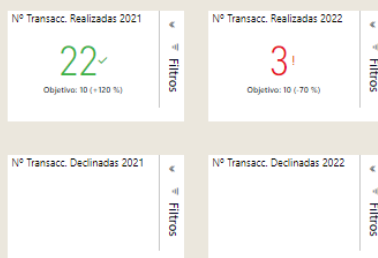 Nº Transacc. Realizadas 2021
22
Objetivo: 10 (+120 %)
Filtros
Nº Transacc. Realizadas 2022
3!
Objetivo: 10 (-70 %)
Filtros
Nº Transacc. Declinadas 2021
Filtros
Nº Transacc. Declinadas 2022
Filtros